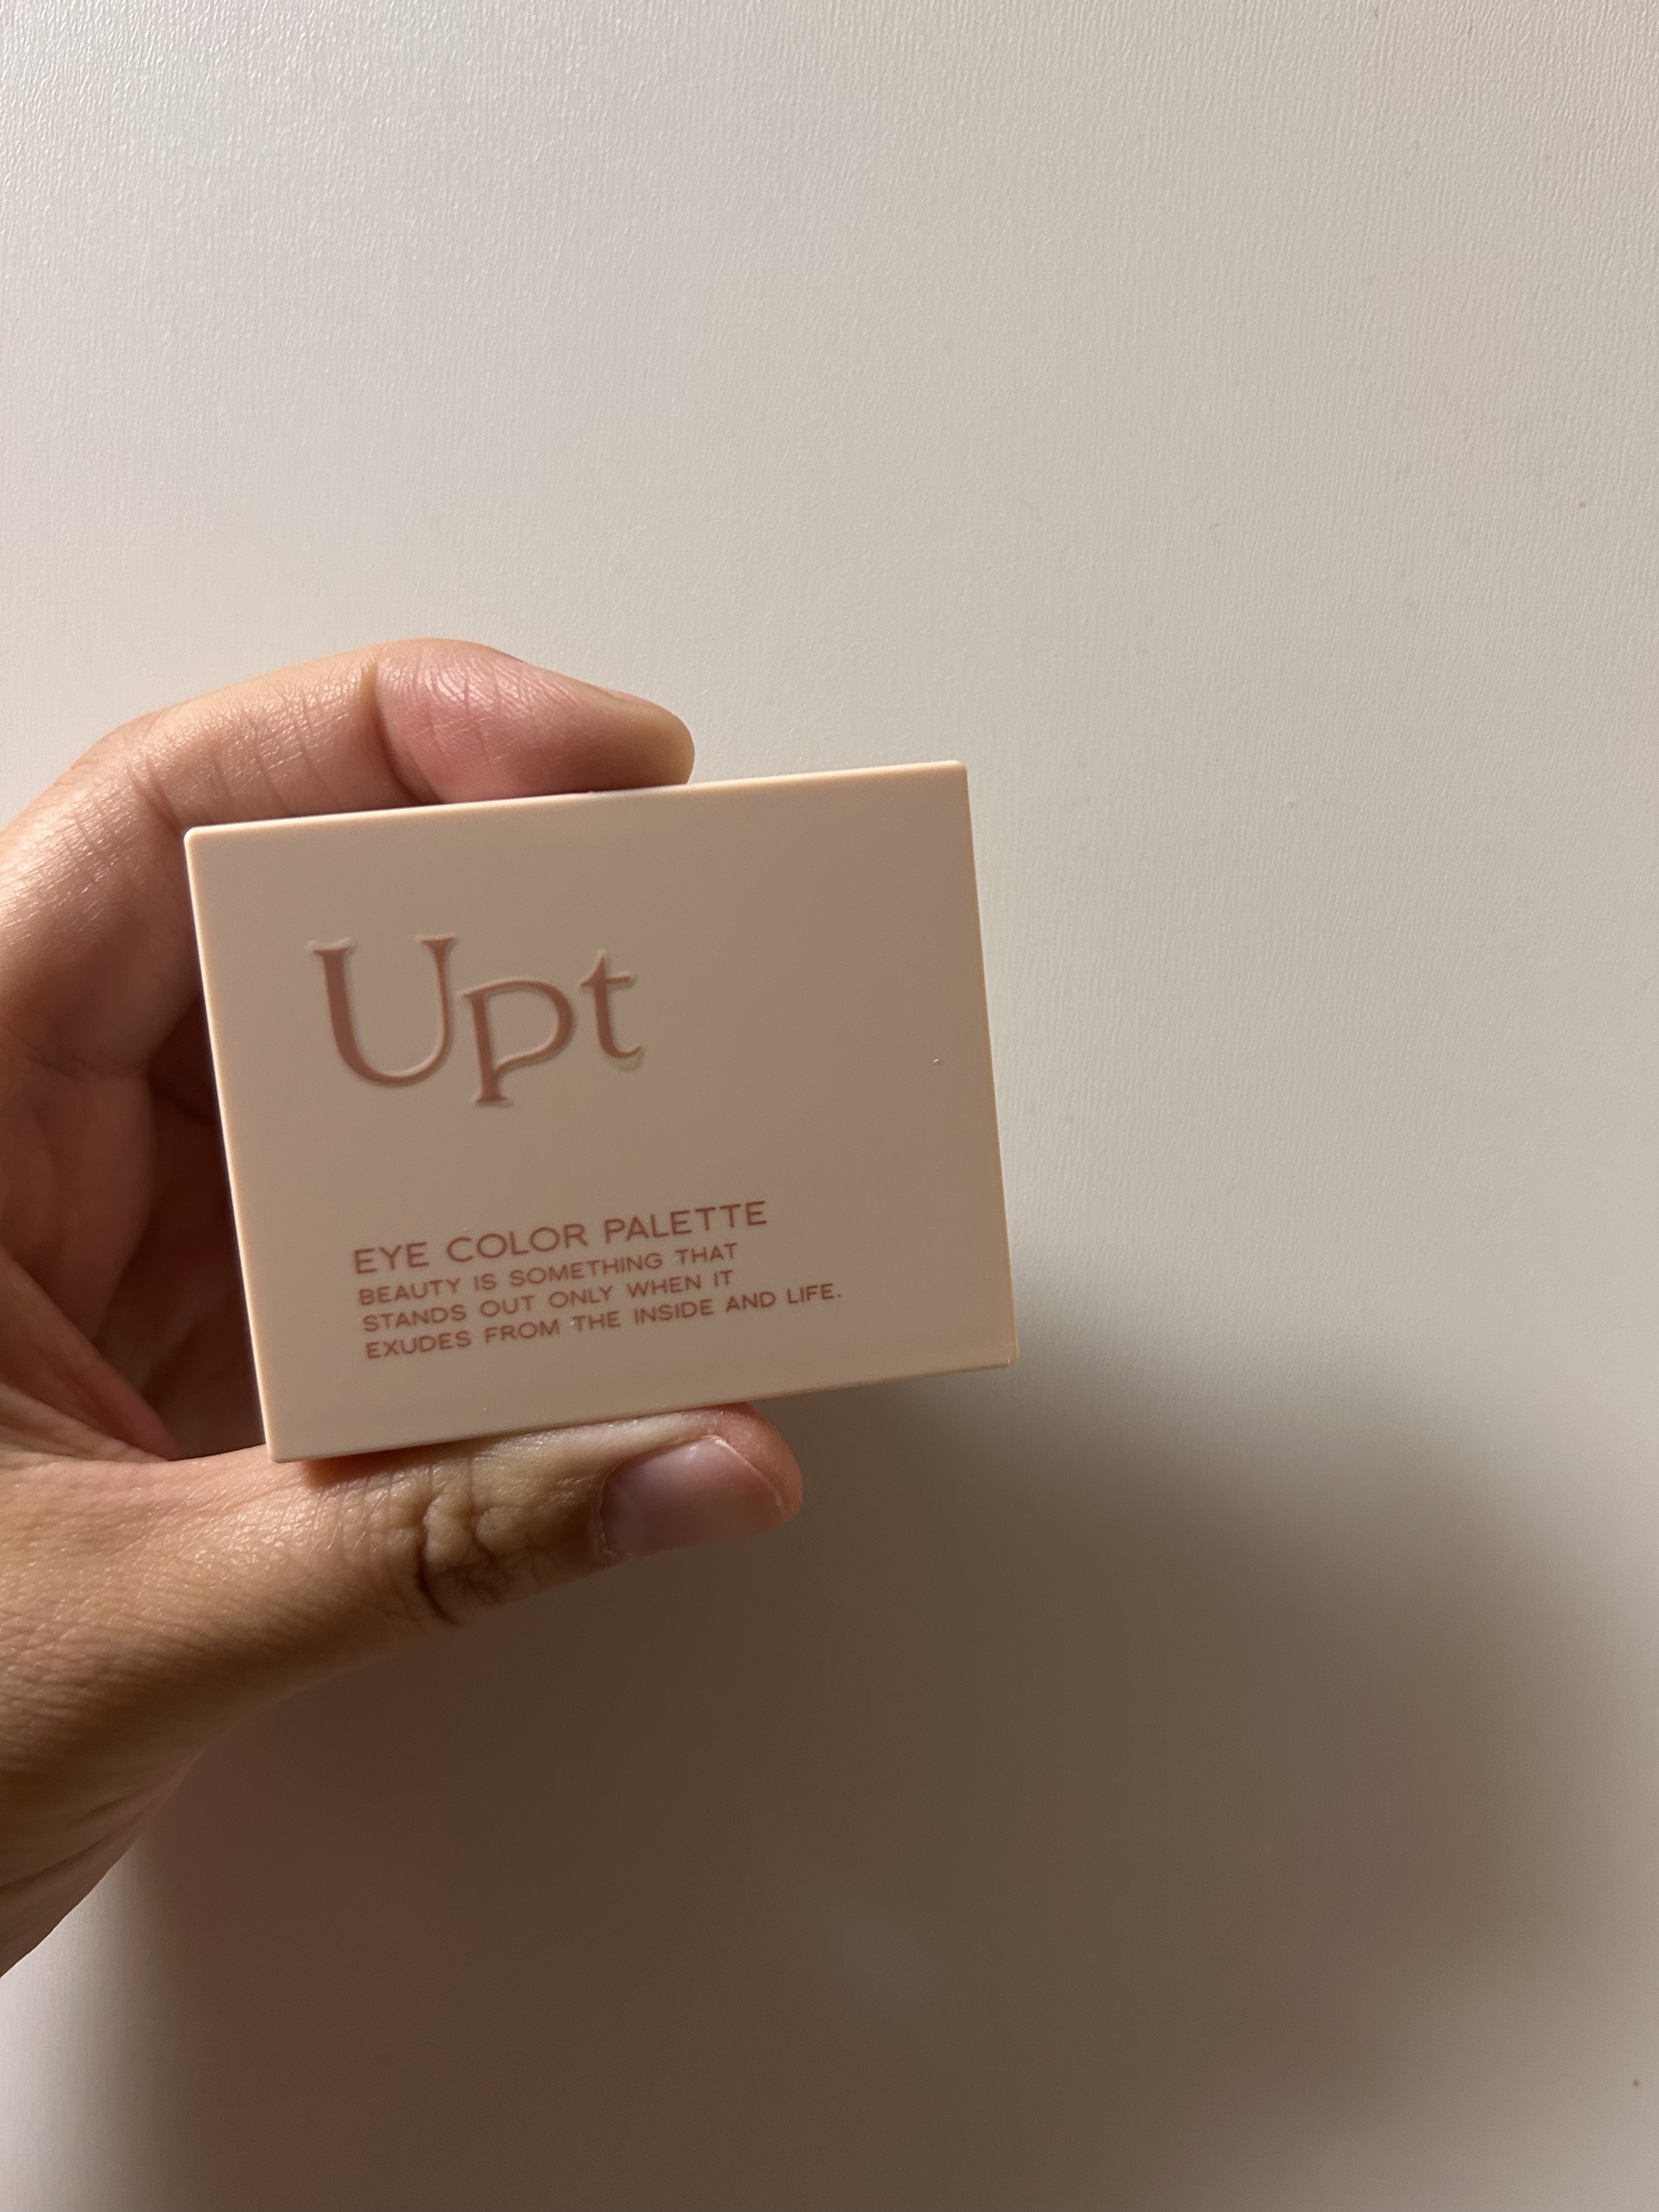 Upt
EYE COLOR PALETTE
BEAUTY IS SOMETHING THAT
STANDS OUT ONLY WHEN IT
EXUDES FROM THE INSIDE AND LIFE.